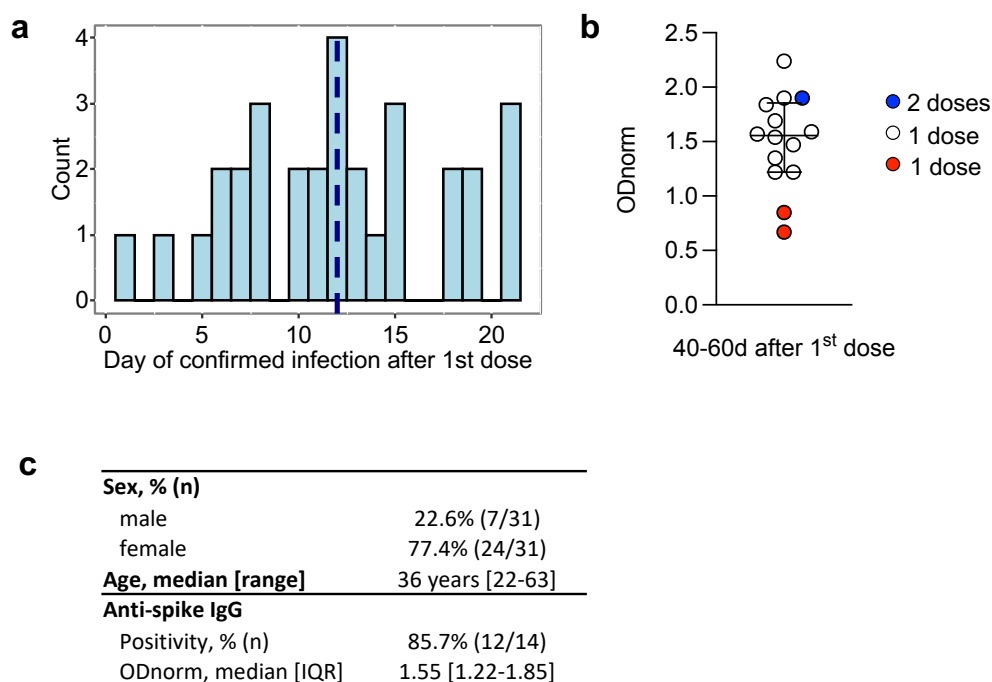 a
4
3
2
1
0
Count
0 5 10 15 20
Day of confirmed infection after 1st dose
b
2.5
2.0
1.5
1.0
0.5
0.0
ODnorm
40-60d after 1st dose
2 doses
1 dose
1 dose
c
Sex, % (n)
male 22.6% (7/31)
female 77.4% (24/31)
Age, median [range] 36 years [22-63]
Anti-spike IgG
Positivity, % (n) 85.7% (12/14)
ODnorm, median [IQR] 1.55 [1.22-1.85]